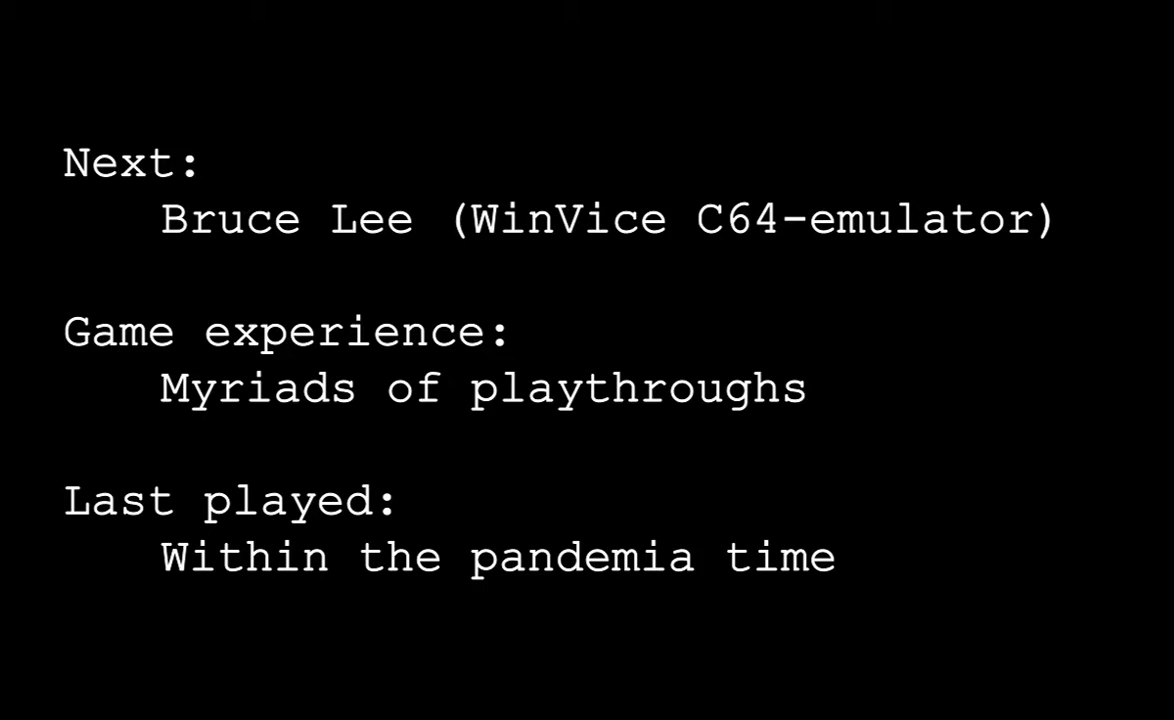 Next:
Bruce Lee (WinVice C64-emulator)
Game experience:
Myriads of playthroughs
Last played:
Within the pandemia time